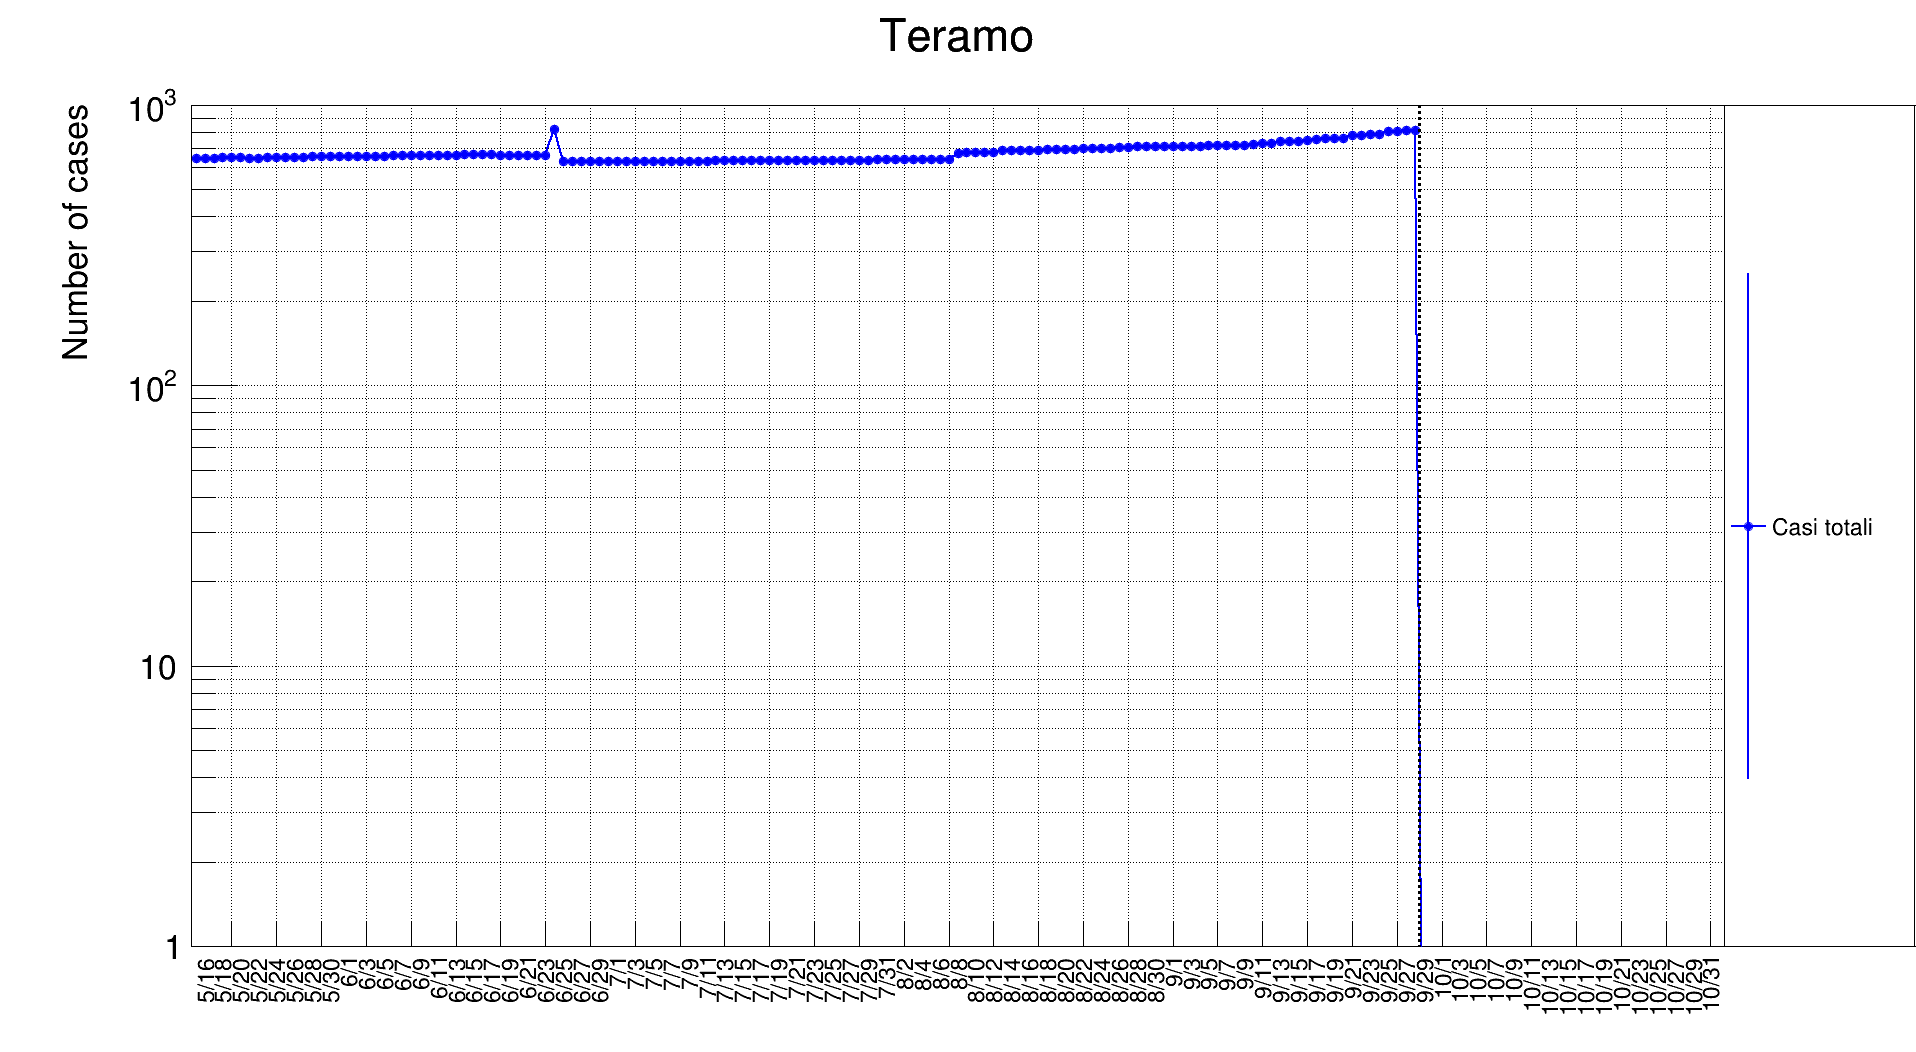 Teramo
Number of cases
10³
10²
10
1
Casi totali
5/16 5/18 5/20 5/22 5/24 5/26 5/28 5/30 6/1 6/3 6/5 6/7 6/9 6/11 6/13 6/15 6/17 6/19 6/21 6/23 6/25 6/27 6/29 7/1 7/3 7/5 7/7 7/9 7/11 7/13 7/15 7/17 7/19 7/21 7/23 7/25 7/27 7/29 7/31 8/2 8/4 8/6 8/8 8/10 8/12 8/14 8/16 8/18 8/20 8/22 8/24 8/26 8/28 8/30 9/1 9/3 9/5 9/7 9/9 9/11 9/13 9/15 9/17 9/19 9/21 9/23 9/25 9/27 9/29 10/1 10/3 10/5 10/7 10/9 10/11 10/13 10/15 10/17 10/19 10/21 10/23 10/25 10/27 10/29 10/31